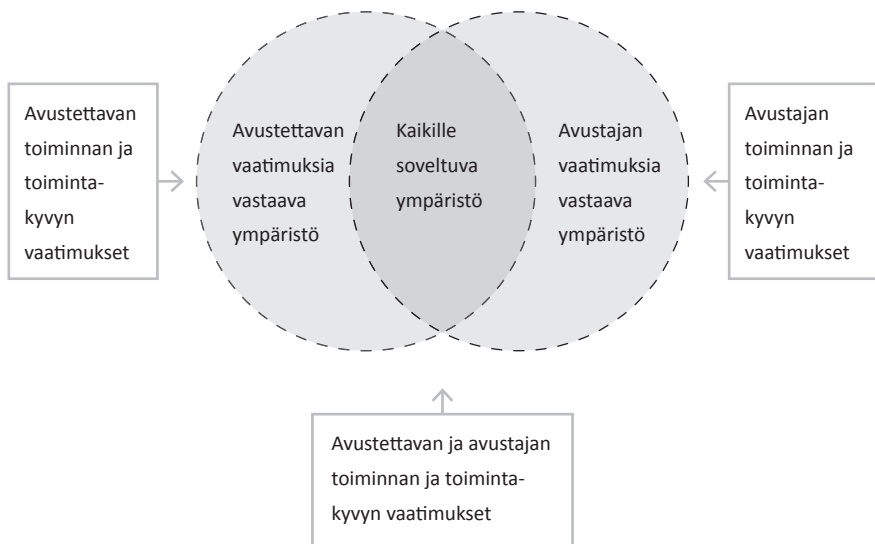 Avustettavan
toiminnan ja
toiminta-
kyvyn
vaatimukset
Avustettavan
vaatimuksia
vastaava
ympäristö
Kaikille
soveltuva
ympäristö
Avustajan
vaatimuksia
vastaava
ympäristö
Avustajan
toiminnan ja
toiminta-
kyvyn
vaatimukset
Avustettavan ja avustajan
toiminnan ja toiminta-
kyvyn vaatimukset